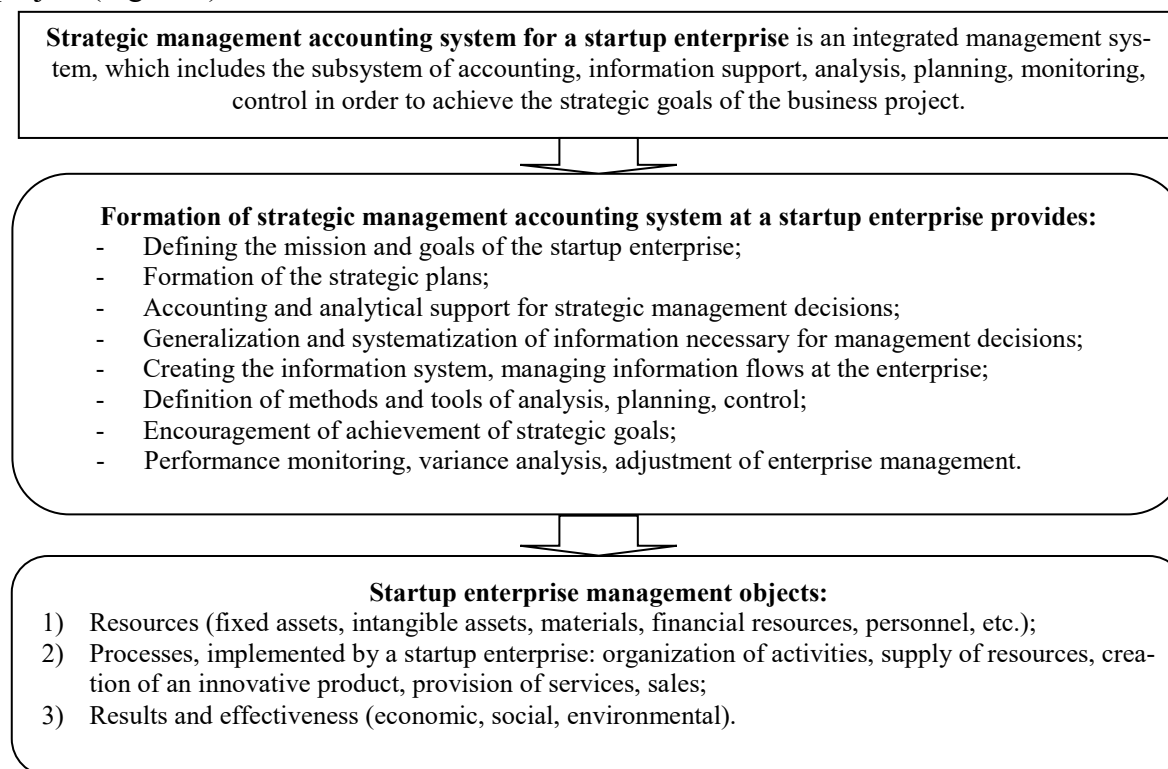 Strategic management accounting system for a startup enterprise is an integrated management sys-
tem, which includes the subsystem of accounting, information support, analysis, planning, monitoring,
control in order to achieve the strategic goals of the business project.
Formation of strategic management accounting system at a startup enterprise provides:
- Defining the mission and goals of the startup enterprise;
- Formation of the strategic plans;
- Accounting and analytical support for strategic management decisions;
- Generalization and systematization of information necessary for management decisions;
- Creating the information system, managing information flows at the enterprise;
- Definition of methods and tools of analysis, planning, control;
- Encouragement of achievement of strategic goals;
- Performance monitoring, variance analysis, adjustment of enterprise management.
Startup enterprise management objects:
1) Resources (fixed assets, intangible assets, materials, financial resources, personnel, etc.);
2) Processes, implemented by a startup enterprise: organization of activities, supply of resources, crea-
tion of an innovative product, provision of services, sales;
3) Results and effectiveness (economic, social, environmental).